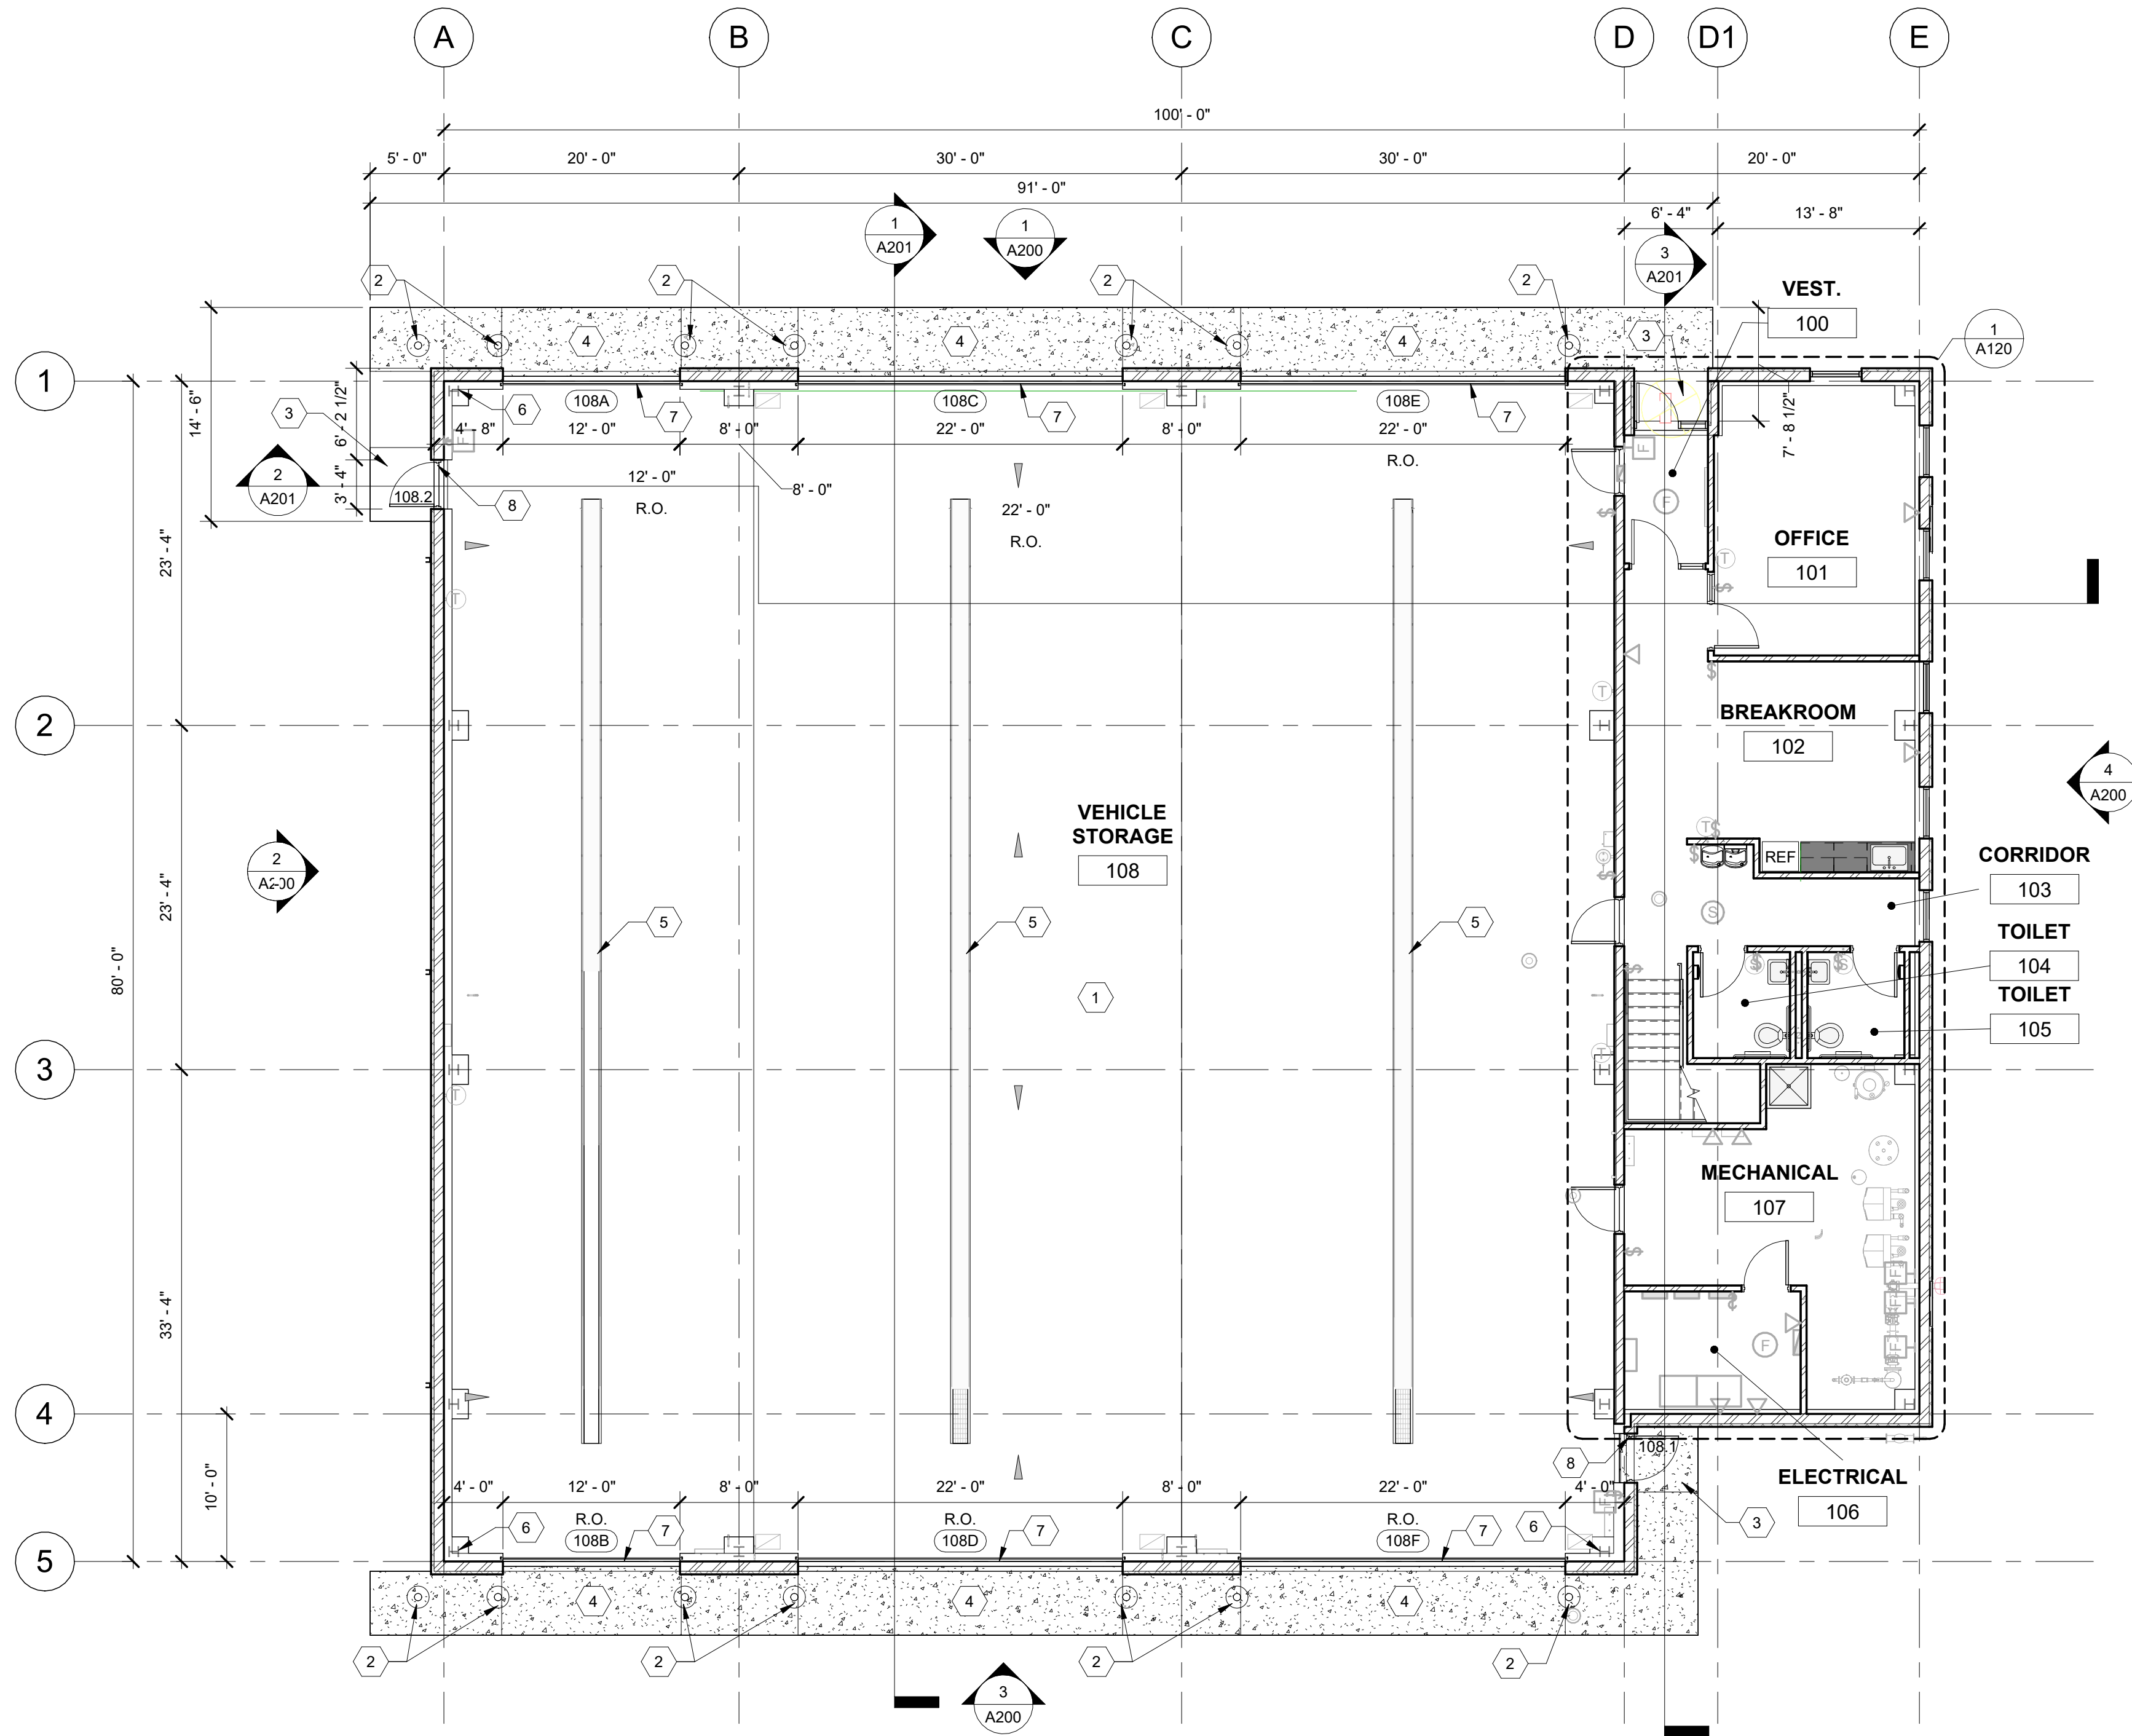 A B C D D1 E
100' - 0"
5' - 0" 20' - 0" 30' - 0" 30' - 0" 20' - 0"
91' - 0"
6' - 4" 13' - 8"
1
A201
1
A200
3
A201
2 2 2 2
VEST.
100
1
A120
4 4 4 3
1
14' - 6"
6' - 2 1/2"
3' - 4"
3
6
108A 7 108C 7 108E 7
4' - 8" 12' - 0" 8' - 0" 22' - 0" 8' - 0" 22' - 0"
R.O.
7' - 8 1/2"
F
F
2
A201
108.2
8
12' - 0"
R.O.
8' - 0"
22' - 0"
R.O.
F
23' - 4"
OFFICE
101
T
T
2
T
BREAKROOM
102
4
A200
VEHICLE
STORAGE
108
2
A200
T
REF
CORRIDOR
103
23' - 4"
80' - 0"
5 5 5
S
TOILET
104
S S
1
TOILET
105
3
T
T
MECHANICAL
107
33' - 4"
F
F
F
F
4
10' - 0"
8
108.1
ELECTRICAL
106
4' - 0" 12' - 0" 8' - 0" 22' - 0" 8' - 0" 22' - 0" 4' - 0"
F
3
R.O. R.O. R.O.
6 108B 7 108D 7 6 108F 7
5
4 4 4
2 2 2 2
3
A200